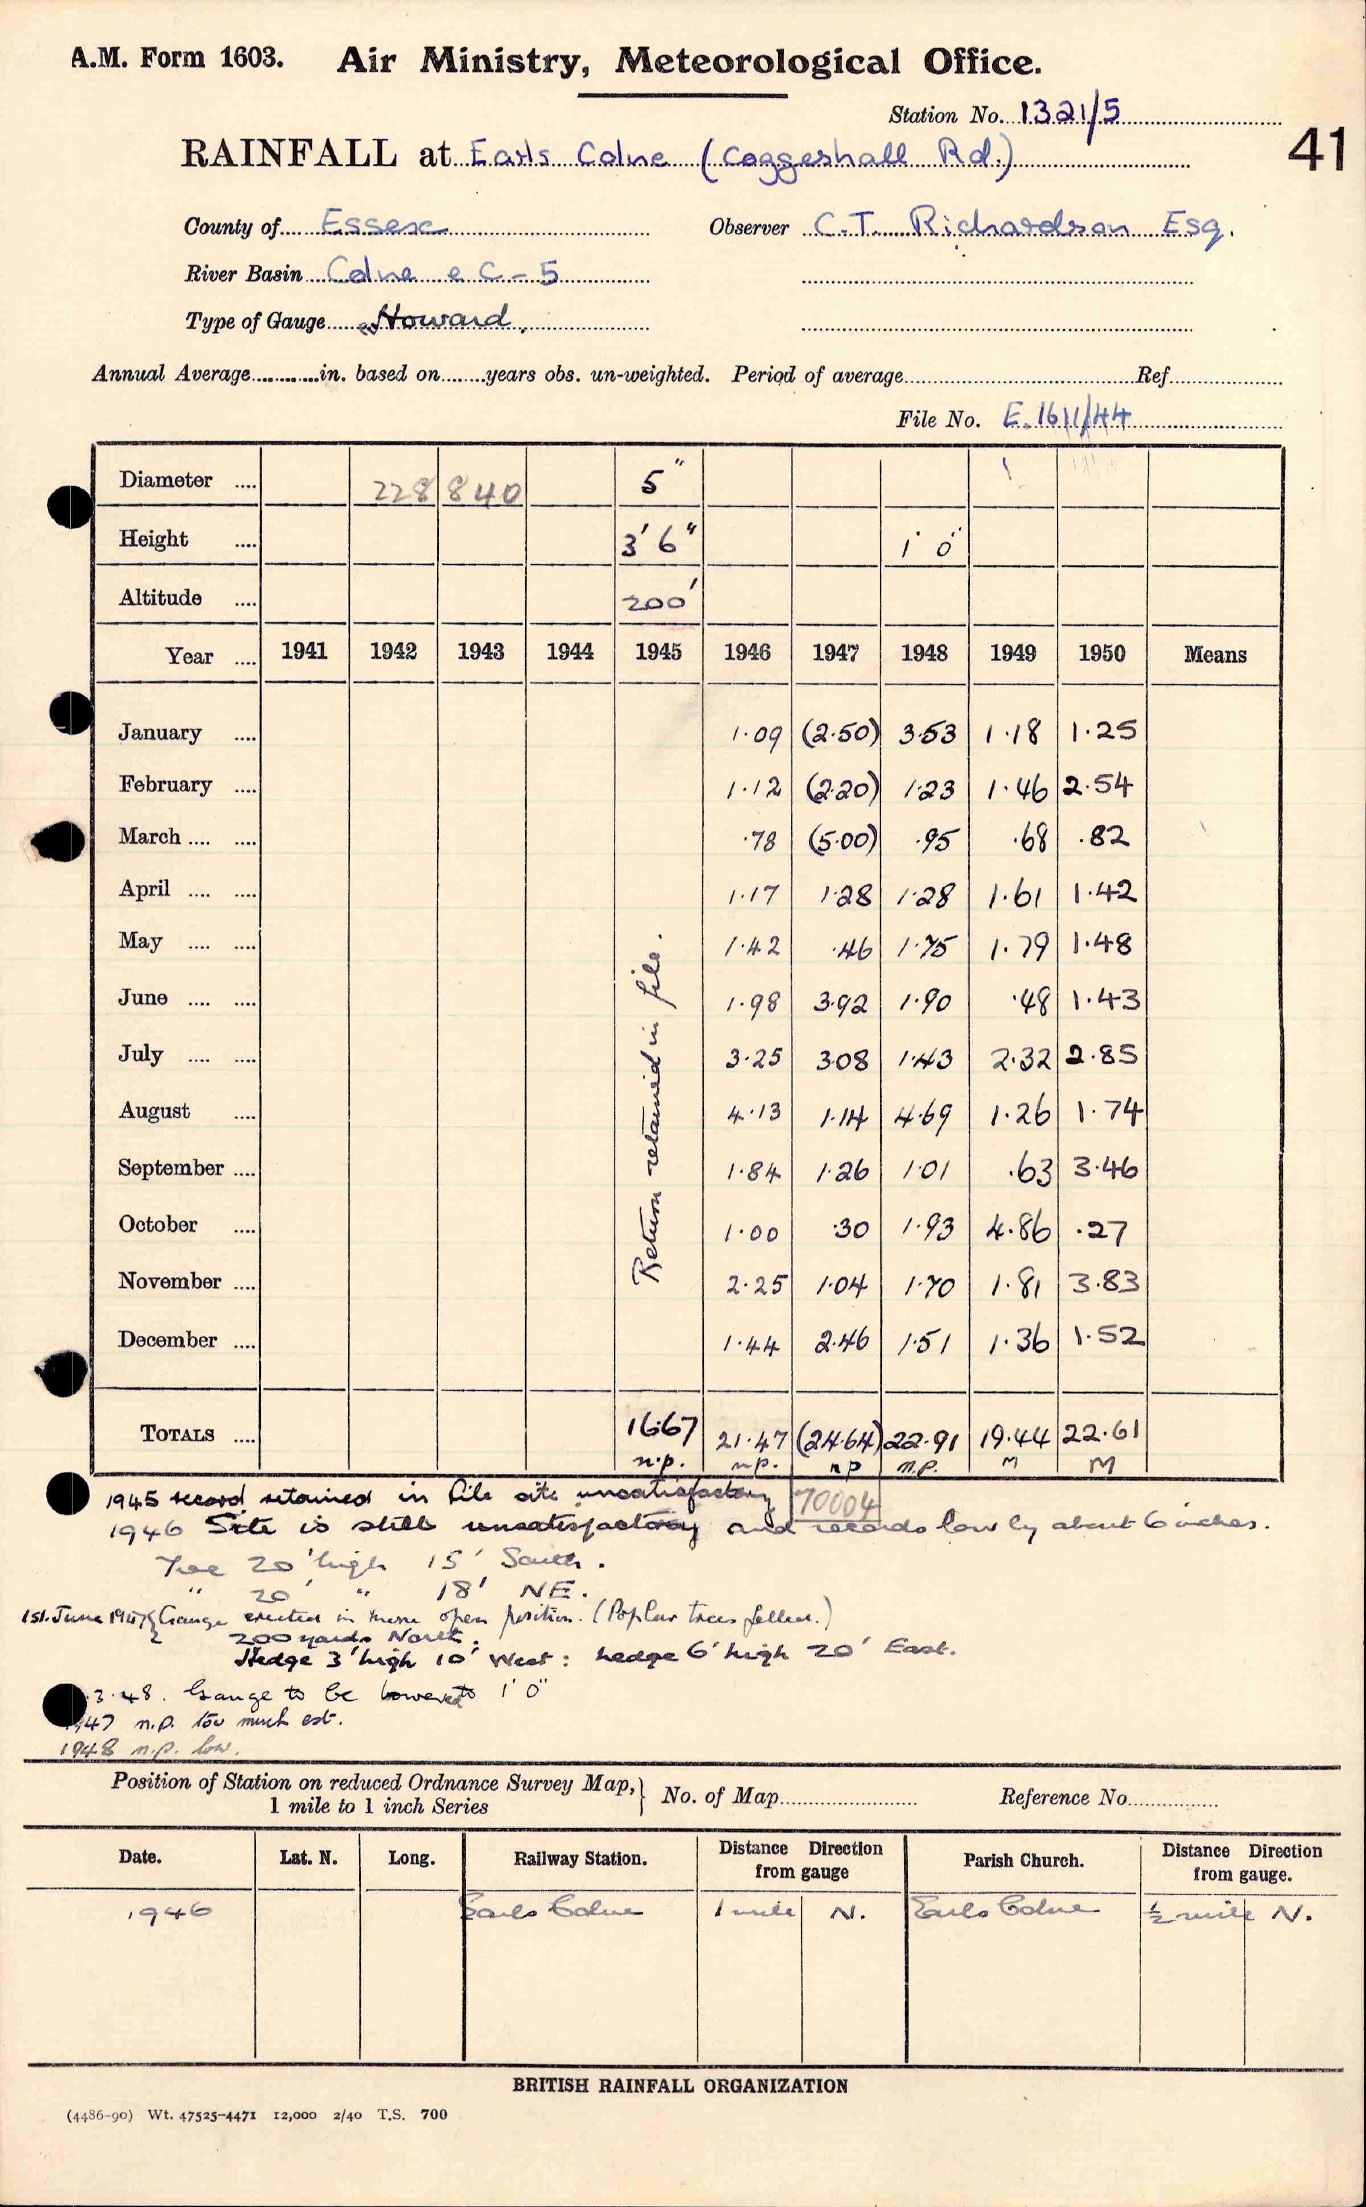 A.M. Form 1603. Air Ministry, Meteorological Office.
Station No. 1321/5
41
RAINFALL at Earls Colne (Coggeshall Rd.)
County of Essex Observer C.T. Richardson Esq.
River Basin Colne e C-5
Type of Gauge Howard.
Annual Average in. based on years obs. un-weighted. Period of average Ref
File No. E.1611/44
Diameter .... 228 840 5"
Height .... 3' 6" 1' 0"
Altitude .... 200'
Year .... 1941 1942 1943 1944 1945 1946 1947 1948 1949 1950 Means
January .... 1.09 (2.50) 3.53 1.18 1.25
February .... 1.12 (2.20) 1.23 1.46 2.54
March .... .... .78 (5.00) .95 .68 .82
April .... .... 1.17 1.28 1.28 1.61 1.42
May .... .... 1.42 .46 1.75 1.79 1.48
June .... .... 1.98 3.92 1.90 .48 1.43
July .... .... 3.25 3.08 1.43 2.32 2.85
August .... 4.13 1.14 4.69 1.26 1.74
September .... 1.84 1.26 1.01 .63 3.46
October .... 1.00 .30 1.93 4.86 .27
November .... 2.25 1.04 1.70 1.81 3.83
December .... 1.44 2.46 1.51 1.36 1.52
Return retained in file.
TOTALS .... 16.67 21.47 (24.64) 22.91 19.44 22.61
n.p. n.p. n p n.p. M M
1945 record retained in file site unsatisfactory 70004
1946 Site is still unsatisfactory and records low by about 6 inches.
Tree 20' high 15' South.
" 20' " 18' NE.
1st. June 1947 { Gauge erected in more open position. (Poplar trees fallen.)
200 yards North.
Hedge 3' high 10' West: hedge 6' high 20' East.
.3.48. Gauge to be lowered to 1' 0"
1947 n.p. too much est.
1948 n.p. low.
Position of Station on reduced Ordnance Survey Map, } No. of Map Reference No
1 mile to 1 inch Series
Date. Lat. N. Long. Railway Station. Distance Direction from gauge Parish Church. Distance Direction from gauge.
1946 Earls Colne 1 mile N. Earls Colne ½ mile N.
BRITISH RAINFALL ORGANIZATION
(4486-90) Wt. 47525-4471 12,000 2/40 T.S. 700